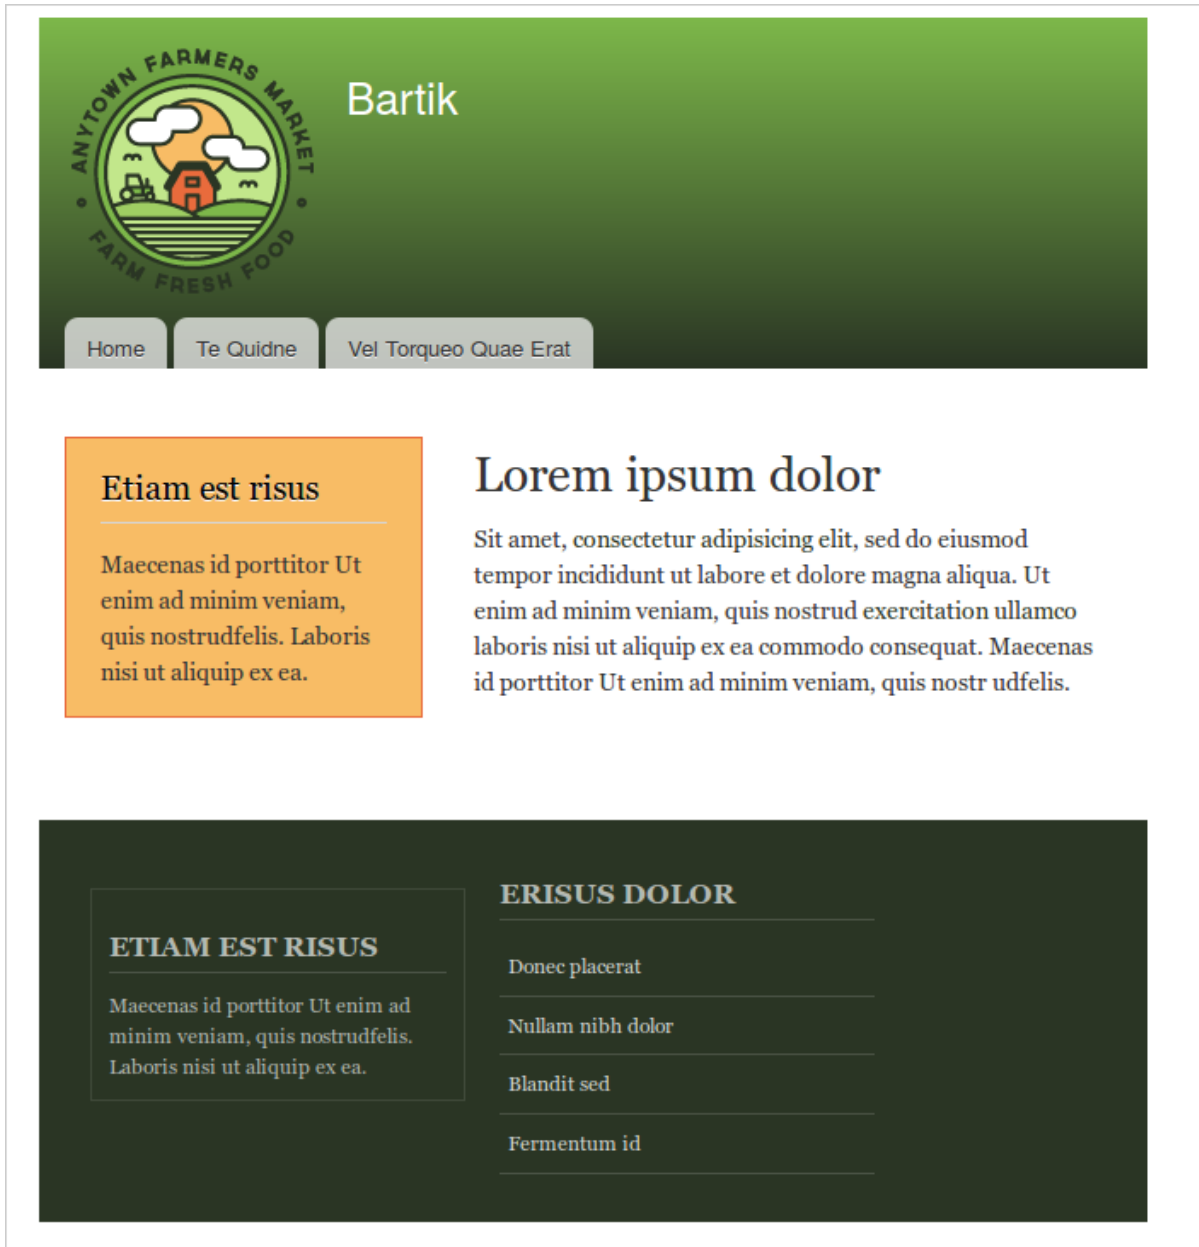 ANYTOWN FARMERS MARKET
FARM FRESH FOOD
Bartik
Home
Te Quidne
Vel Torqueo Quae Erat
Etiam est risus
Maecenas id porttitor Ut
enim ad minim veniam,
quis nostrudfelis. Laboris
nisi ut aliquip ex ea.
Lorem ipsum dolor
Sit amet, consectetur adipisicing elit, sed do eiusmod
tempor incididunt ut labore et dolore magna aliqua. Ut
enim ad minim veniam, quis nostrud exercitation ullamco
laboris nisi ut aliquip ex ea commodo consequat. Maecenas
id porttitor Ut enim ad minim veniam, quis nostr udfelis.
ETIAM EST RISUS
Maecenas id porttitor Ut enim ad
minim veniam, quis nostrudfelis.
Laboris nisi ut aliquip ex ea.
ERISUS DOLOR
Donec placerat
Nullam nibh dolor
Blandit sed
Fermentum id